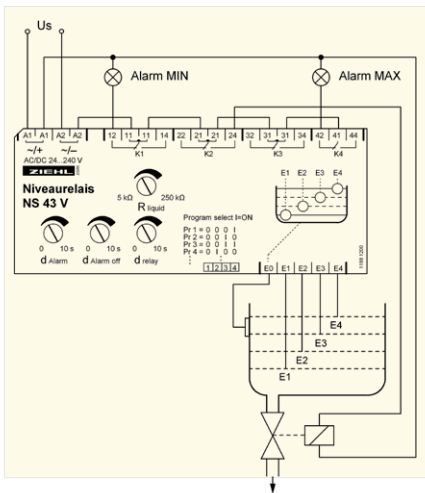 Us
Alarm MIN
Alarm MAX
A1 A1 A2 A2 12 11 11 14 22 21 21 24 32 31 31 34 42 41 44
~/+ ~/– K1 K2 K3 K4
AC/DC 24...240 V
ZIEHL
Niveaurelais
NS 43 V
5 kΩ 250 kΩ
R liquid
E1 E2 E3 E4
0 10 s 0 10 s 0 10 s
d Alarm d Alarm off d relay
Program select I=ON
Pr 1 = 0 0 0 I
Pr 2 = 0 0 I 0
Pr 3 = 0 0 I I
Pr 4 = 0 I 0 0
1 2 3 4
E0 E1 E2 E3 E4
E4
E3
E2
E1